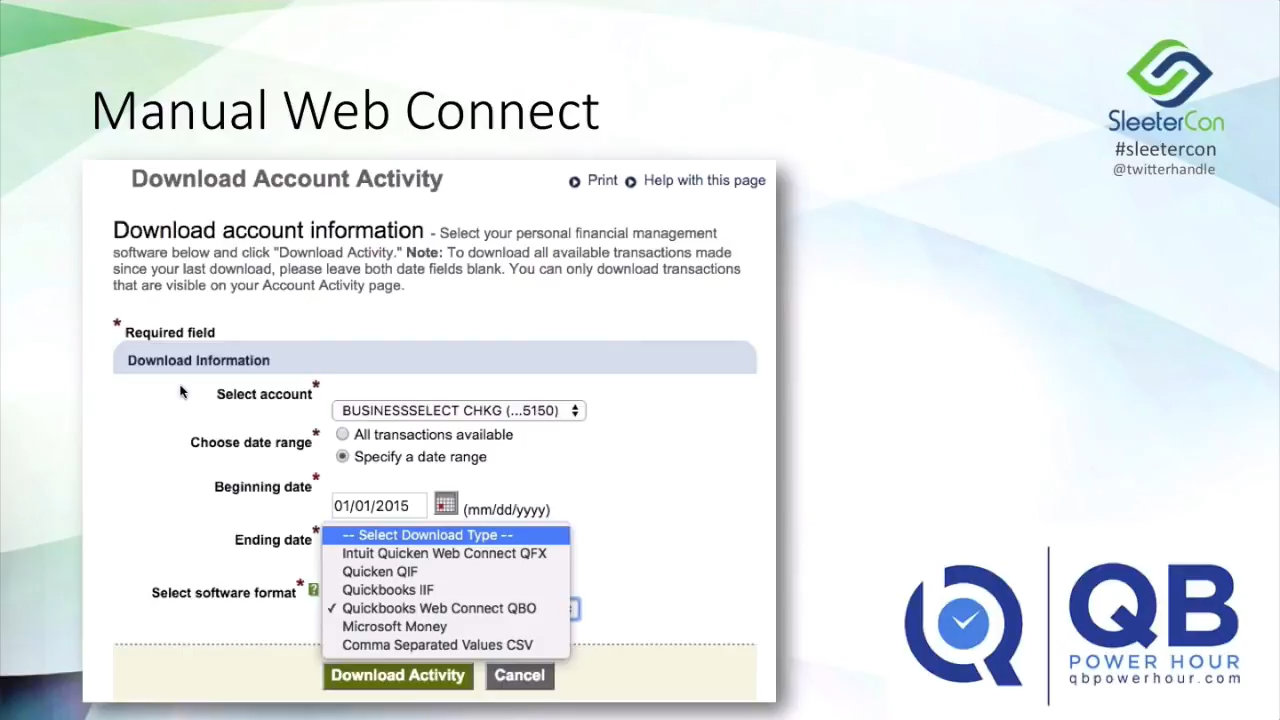 Manual Web Connect
SleeterCon
#sleetercon
@twitterhandle
Download Account Activity
Print Help with this page
Download account information - Select your personal financial management
software below and click "Download Activity." Note: To download all available transactions made
since your last download, please leave both date fields blank. You can only download transactions
that are visible on your Account Activity page.
* Required field
Download Information
Select account*
BUSINESSSELECT CHKG (...5150)
Choose date range*
All transactions available
Specify a date range
Beginning date*
01/01/2015 (mm/dd/yyyy)
Ending date*
-- Select Download Type --
Intuit Quicken Web Connect QFX
Quicken QIF
Quickbooks IIF
Select software format* ?
✓ Quickbooks Web Connect QBO
Microsoft Money
Comma Separated Values CSV
Download Activity Cancel
QB
POWER HOUR
qbpowerhour.com